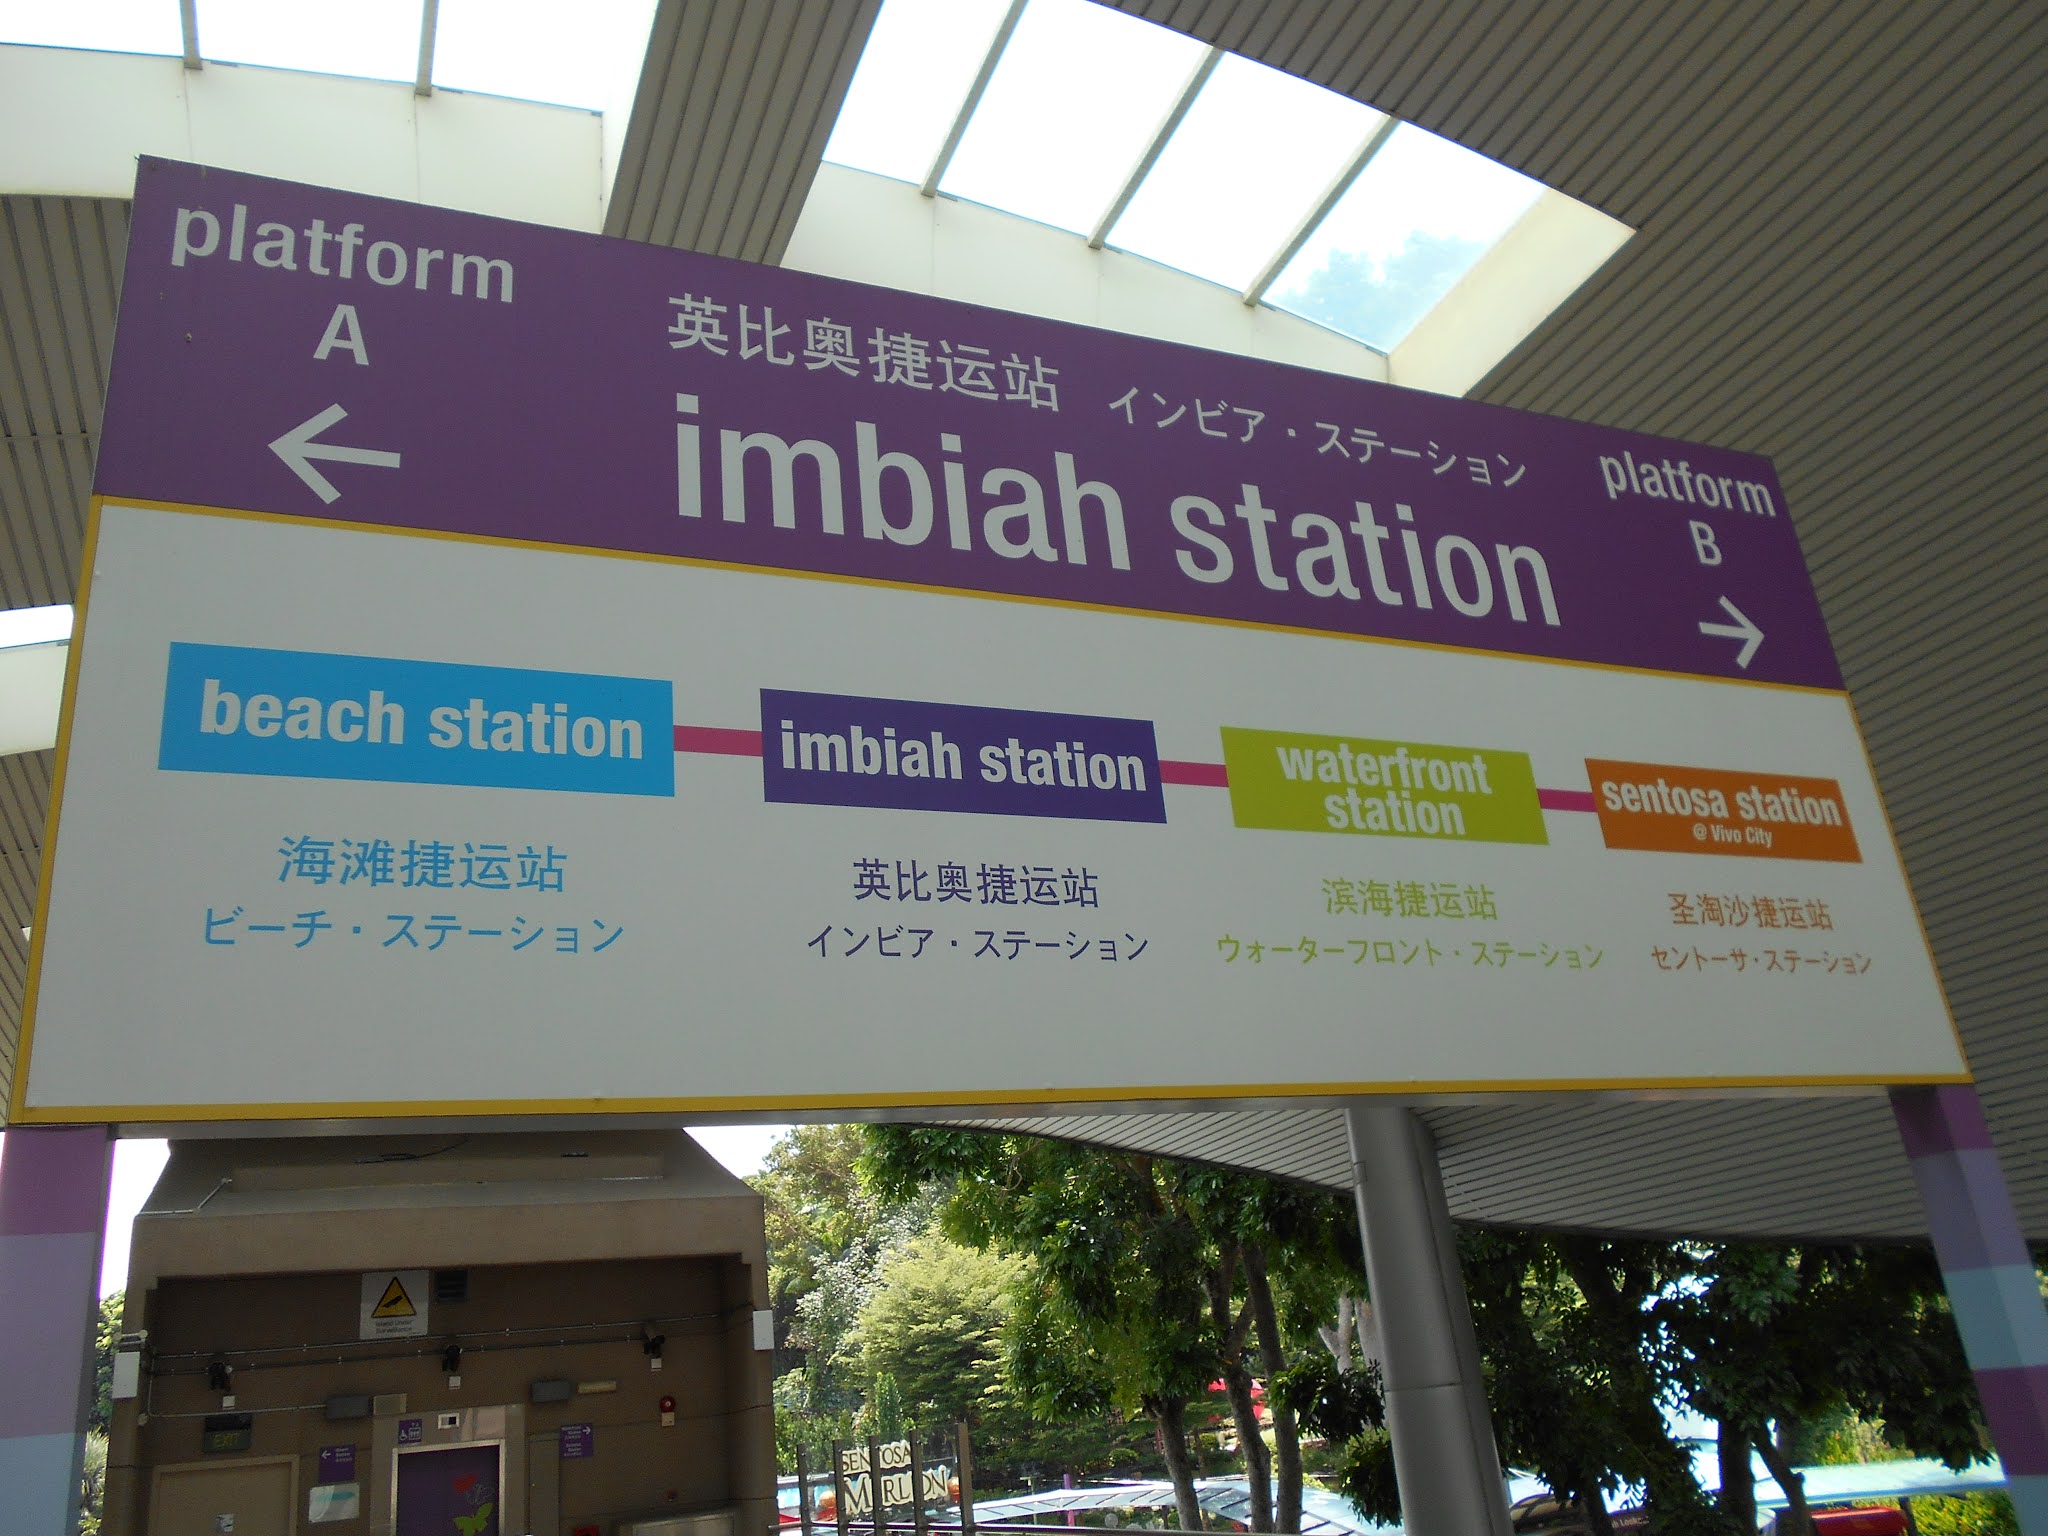 platform
A
英比奥捷运站 インビア・ステーション
imbiah station
platform
B
beach station
海滩捷运站
ビーチ・ステーション
imbiah station
英比奥捷运站
インビア・ステーション
waterfront
station
滨海捷运站
ウォーターフロント・ステーション
sentosa station
@ Vivo City
圣淘沙捷运站
セントーサ・ステーション
EXIT
SENTOSA
MERLION